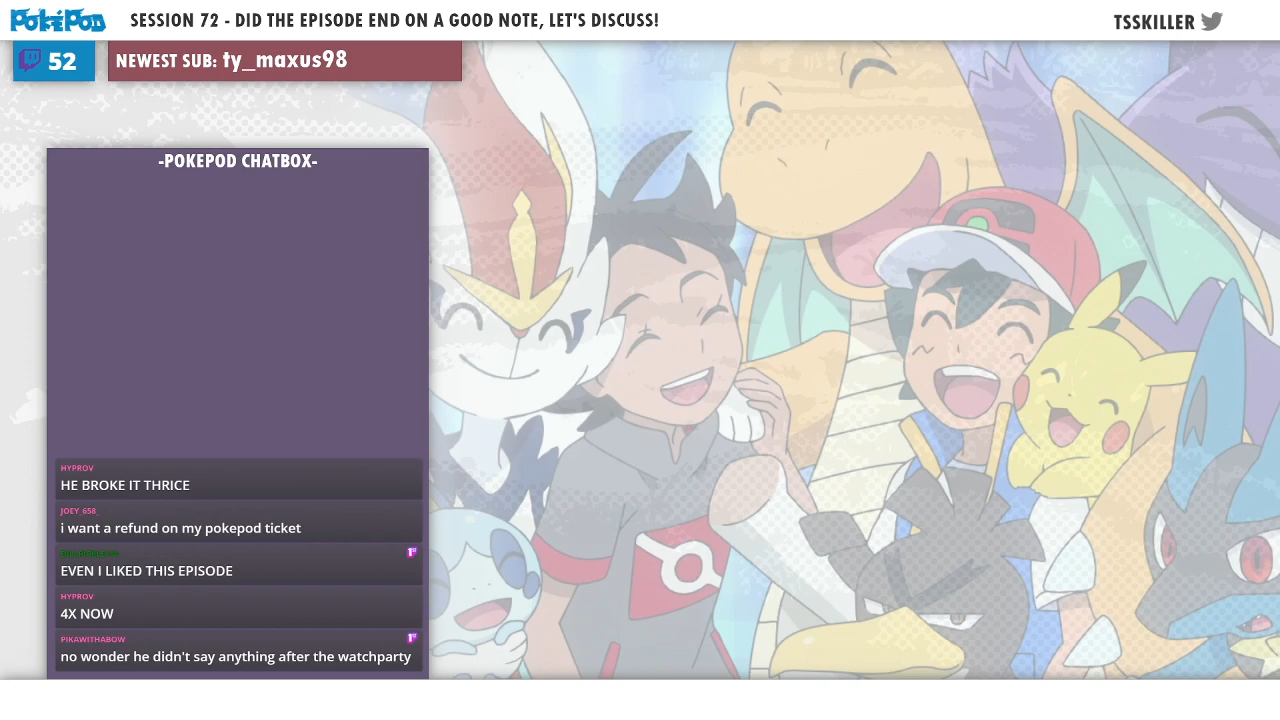 PokéPod
SESSION 72 - DID THE EPISODE END ON A GOOD NOTE, LET'S DISCUSS!
TSSKILLER
52
NEWEST SUB: ty_maxus98
-POKEPOD CHATBOX-
HYPROV
HE BROKE IT THRICE
JOEY_658_
i want a refund on my pokepod ticket
EVEN I LIKED THIS EPISODE
HYPROV
4X NOW
PIKAWITHABOW
no wonder he didn't say anything after the watchparty